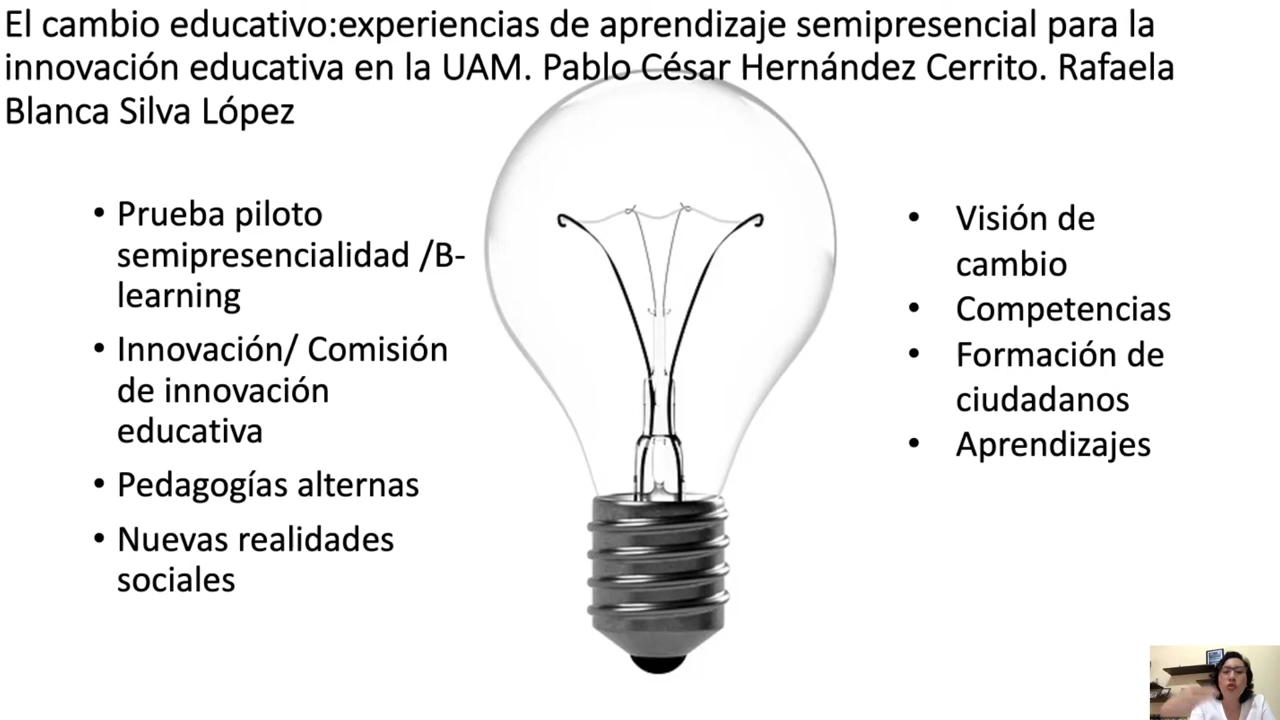 El cambio educativo:experiencias de aprendizaje semipresencial para la
innovación educativa en la UAM. Pablo César Hernández Cerrito. Rafaela
Blanca Silva López
• Prueba piloto
semipresencialidad /B-
learning
• Innovación/ Comisión
de innovación
educativa
• Pedagogías alternas
• Nuevas realidades
sociales
• Visión de
cambio
• Competencias
• Formación de
ciudadanos
• Aprendizajes